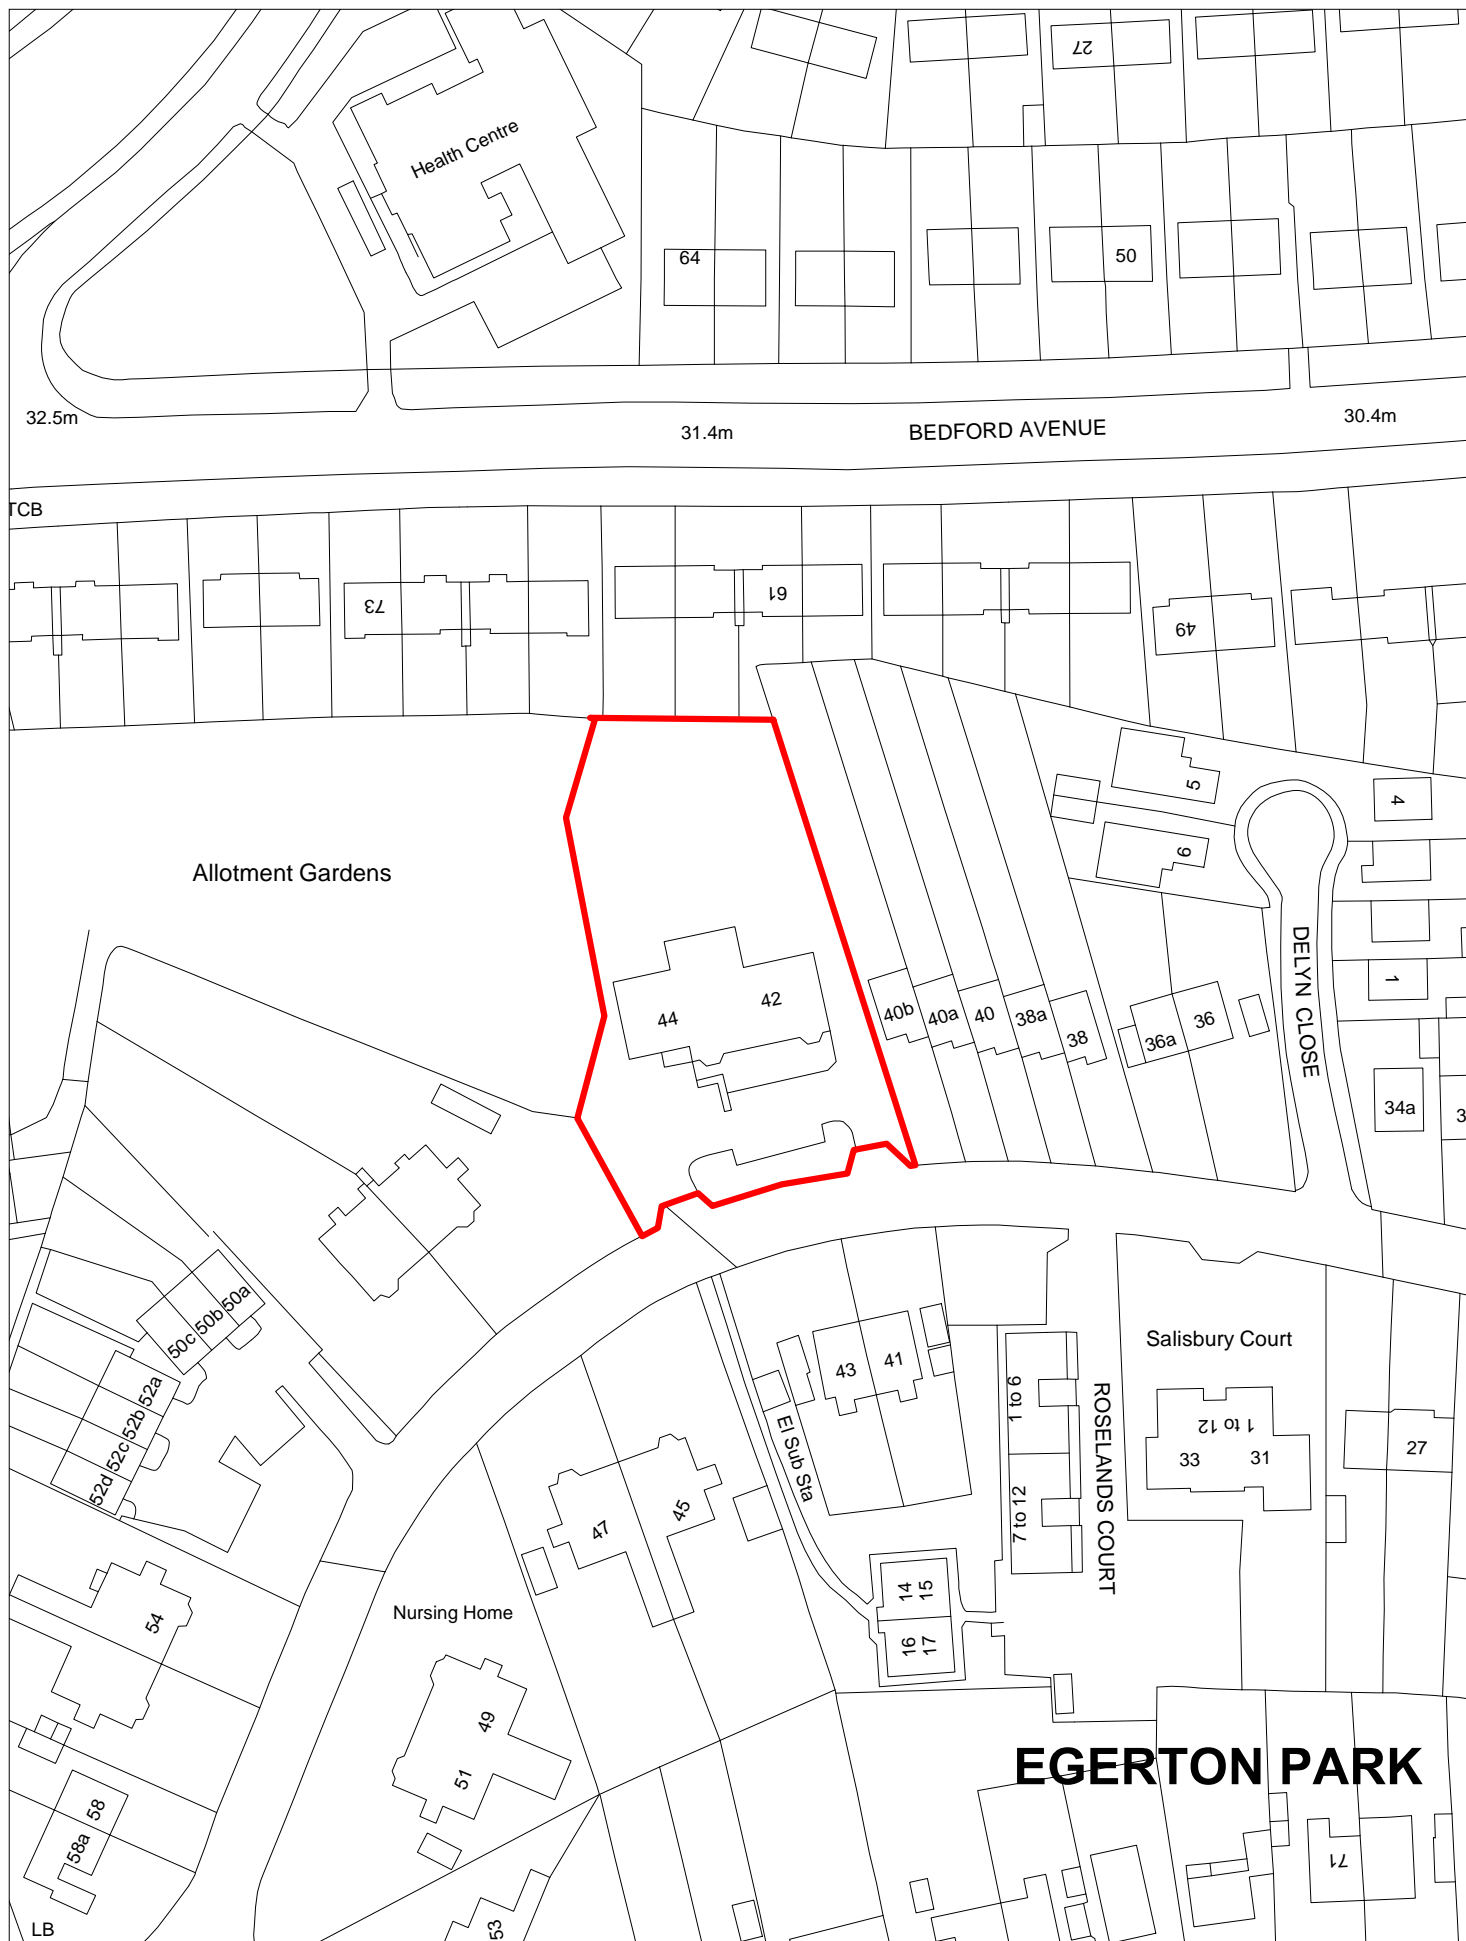 27
Health Centre
64
50
32.5m
31.4m
BEDFORD AVENUE
30.4m
TCB
73
61
49
5
4
6
Allotment Gardens
DELYN CLOSE
1
44
42
40b
40a
40
38a
38
36a
36
34a
3
50a
50b
50c
52a
52b
52c
52d
43
41
El Sub Sta
1 to 6
7 to 12
ROSELANDS COURT
Salisbury Court
1 to 12
33
31
27
47
45
14
15
16
17
Nursing Home
54
49
51
58
58a
EGERTON PARK
71
LB
53